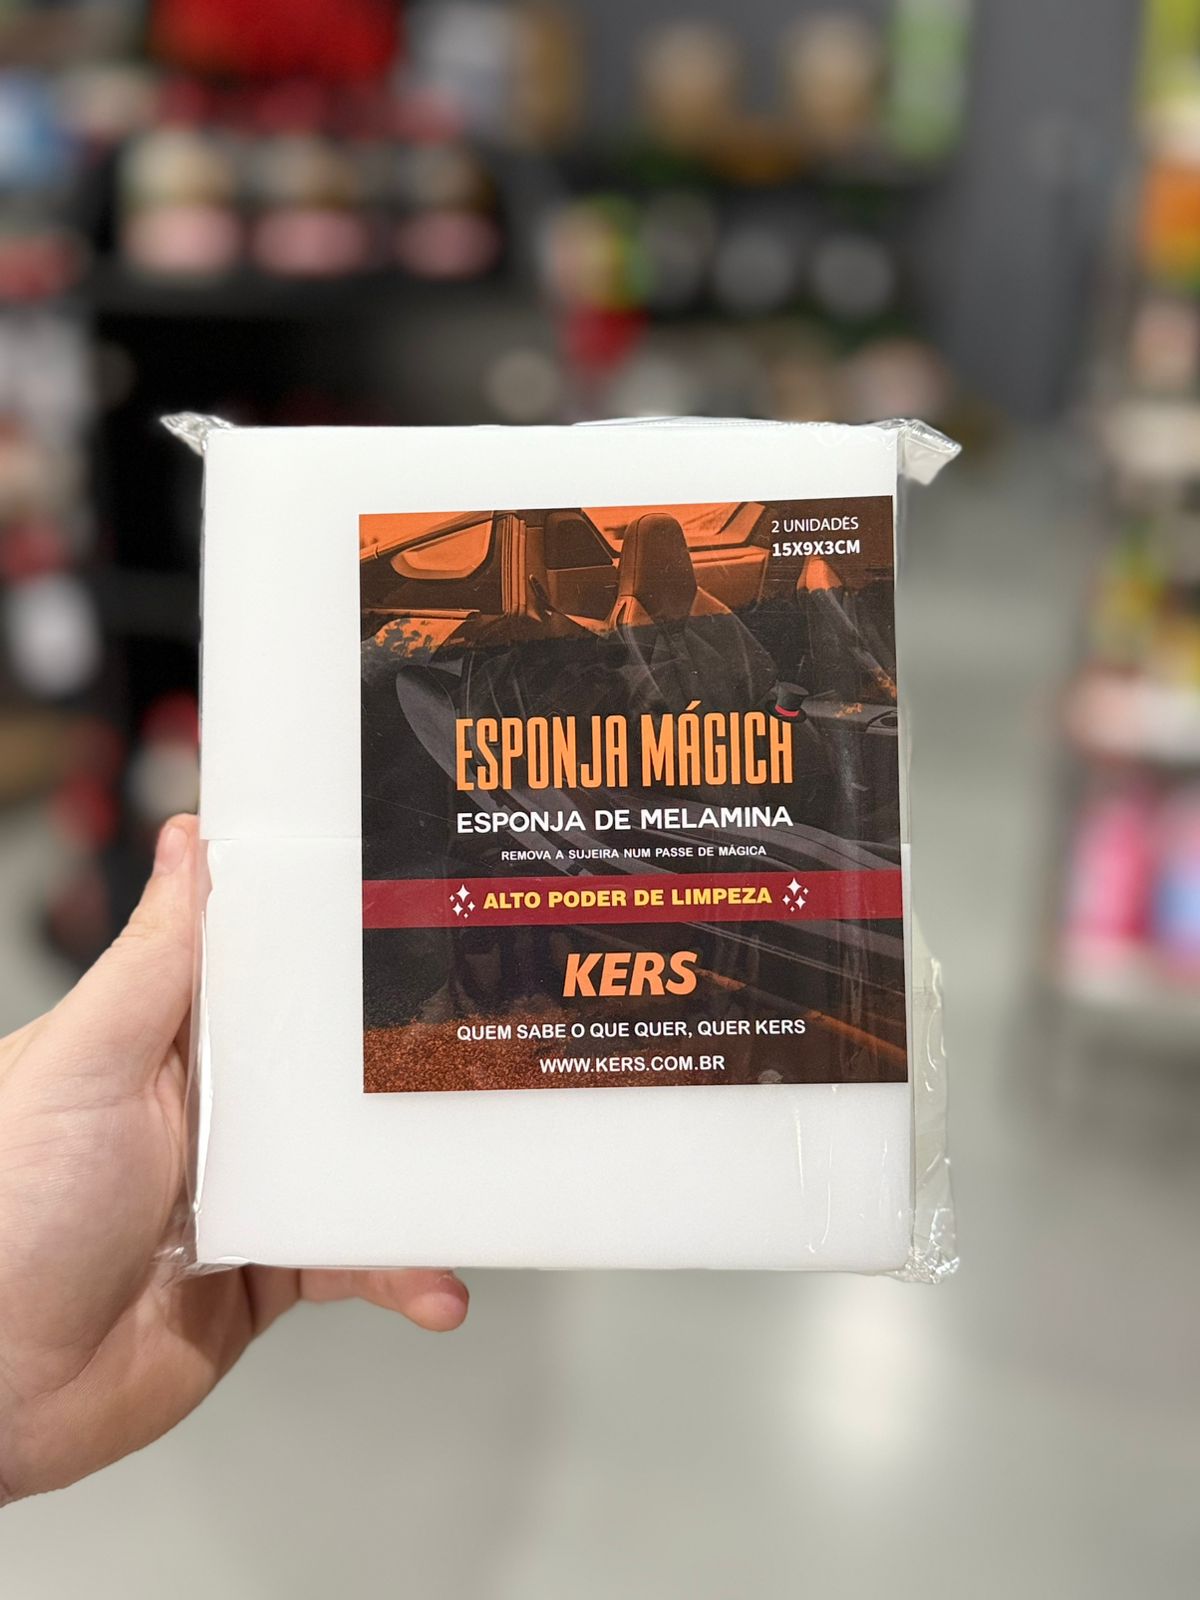 2 UNIDADES
15X9X3CM
ESPONJA MÁGICA
ESPONJA DE MELAMINA
REMOVA A SUJEIRA NUM PASSE DE MÁGICA
ALTO PODER DE LIMPEZA
KERS
QUEM SABE O QUE QUER, QUER KERS
WWW.KERS.COM.BR